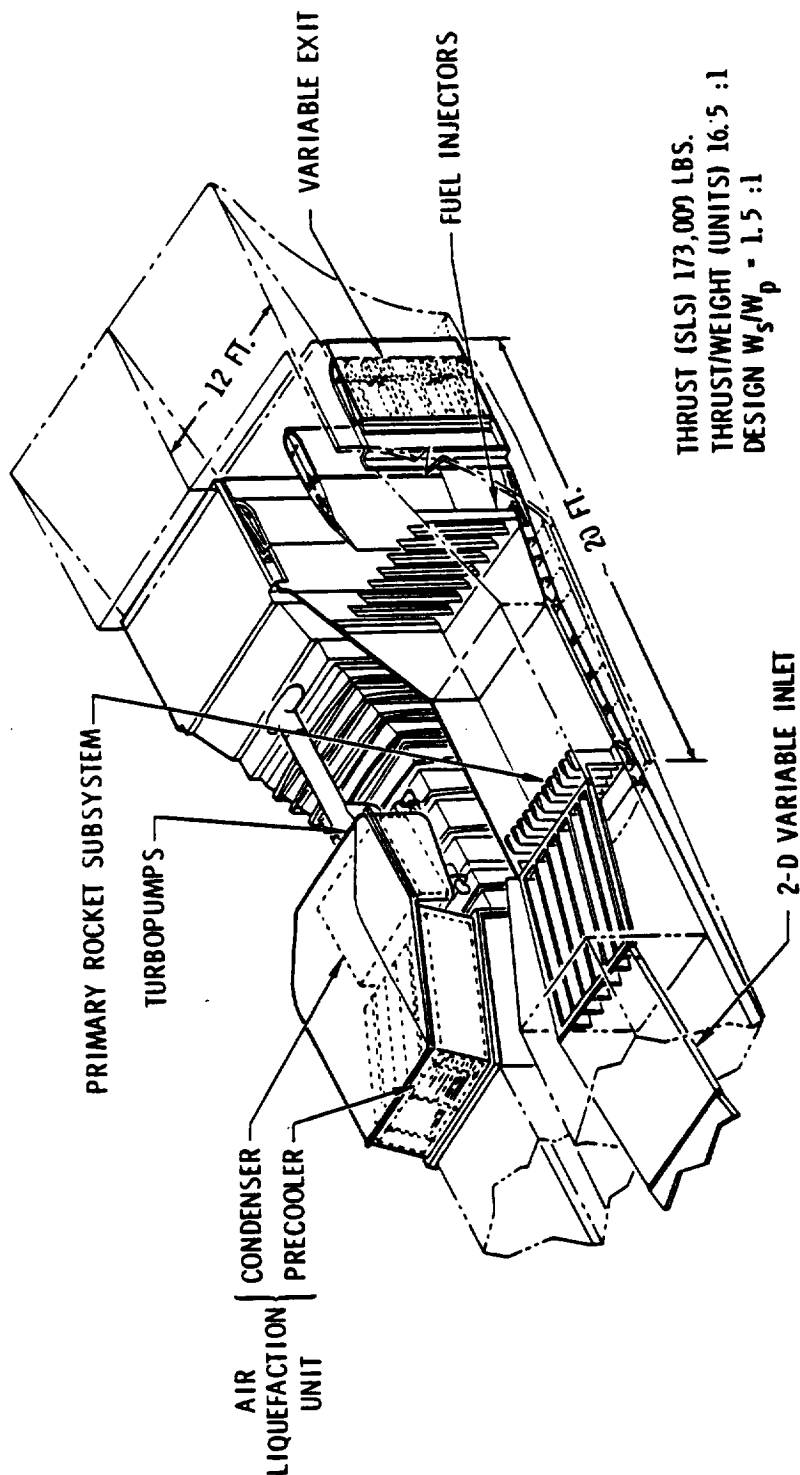 PRIMARY ROCKET SUBSYSTEM
TURBOPUMPS
AIR
LIQUEFACTION
UNIT
CONDENSER
PRECOOLER
12 FT.
VARIABLE EXIT
FUEL INJECTORS
20 FT.
2-D VARIABLE INLET
THRUST (SLS) 173,000 LBS.
THRUST/WEIGHT (UNITS) 16.5 :1
DESIGN Ws/Wp = 1.5 :1